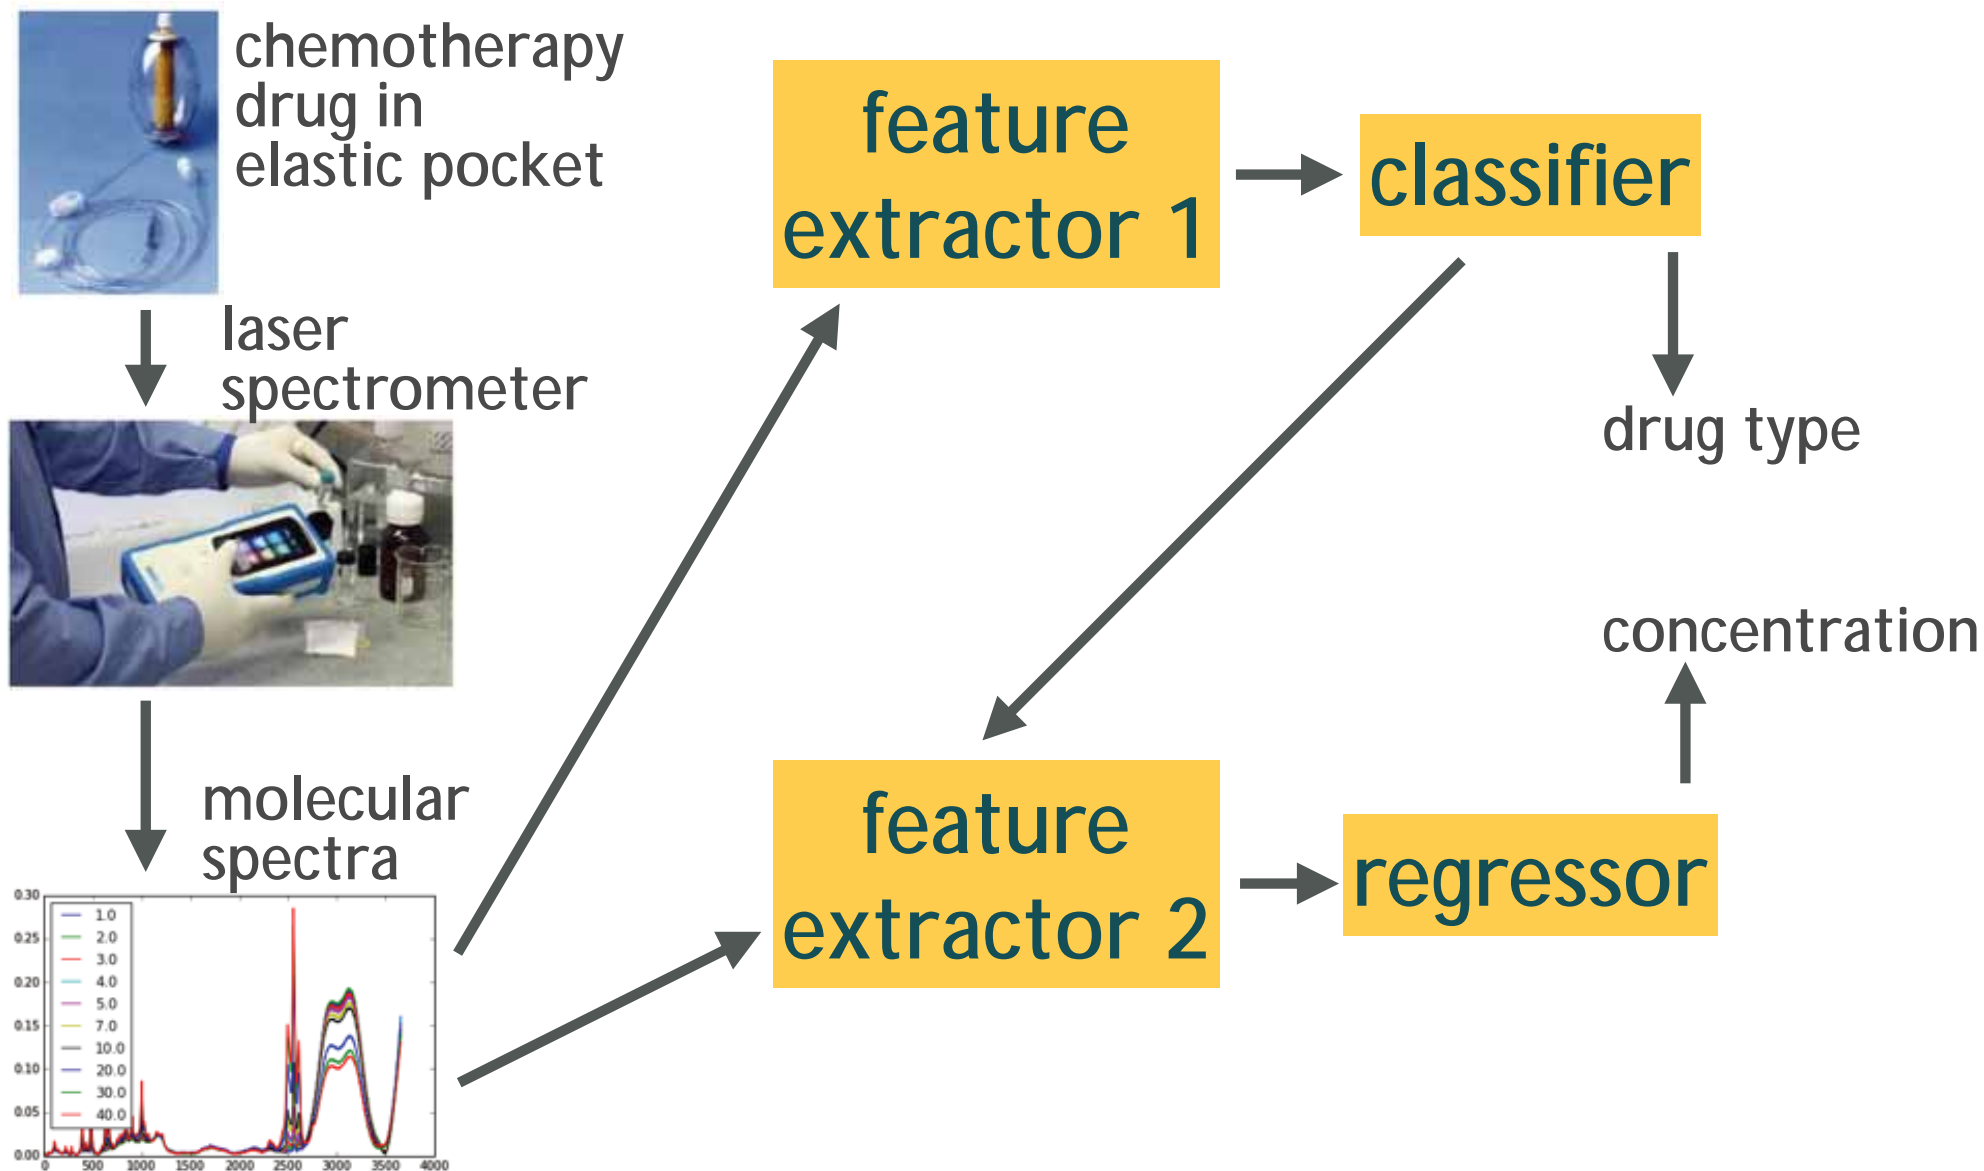 chemotherapy
drug in
elastic pocket
laser
spectrometer
molecular
spectra
0.30
0.25
0.20
0.15
0.10
0.05
0.00
1.0
2.0
3.0
4.0
5.0
7.0
10.0
20.0
30.0
40.0
0 500 1000 1500 2000 2500 3000 3500 4000
feature
extractor 1
classifier
drug type
feature
extractor 2
regressor
concentration